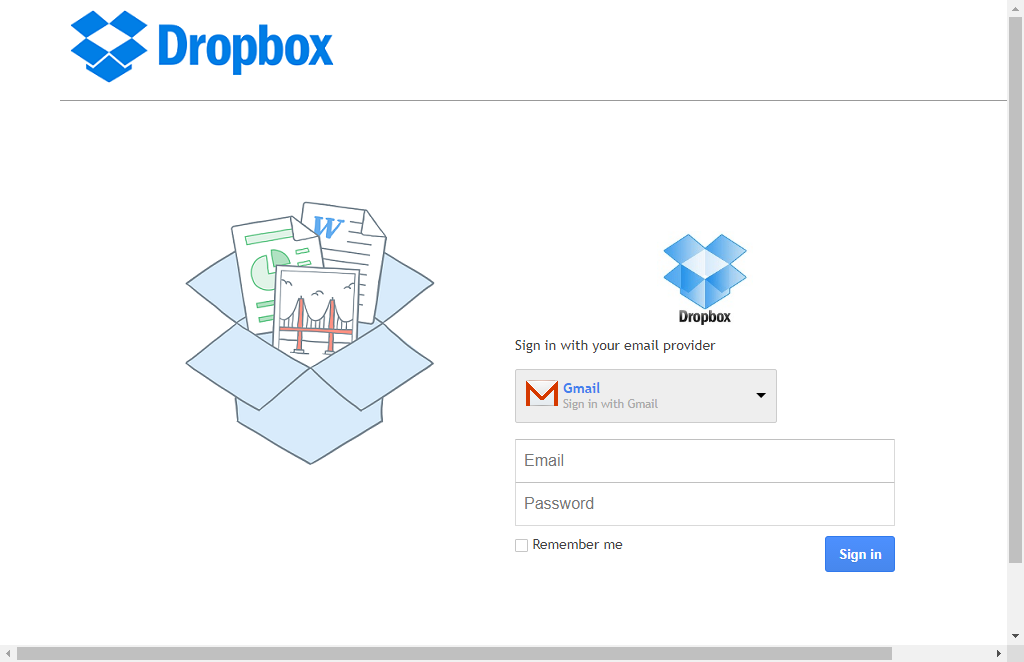 Dropbox
W
Dropbox
Sign in with your email provider
Gmail
Sign in with Gmail
Email
Password
Remember me
Sign in